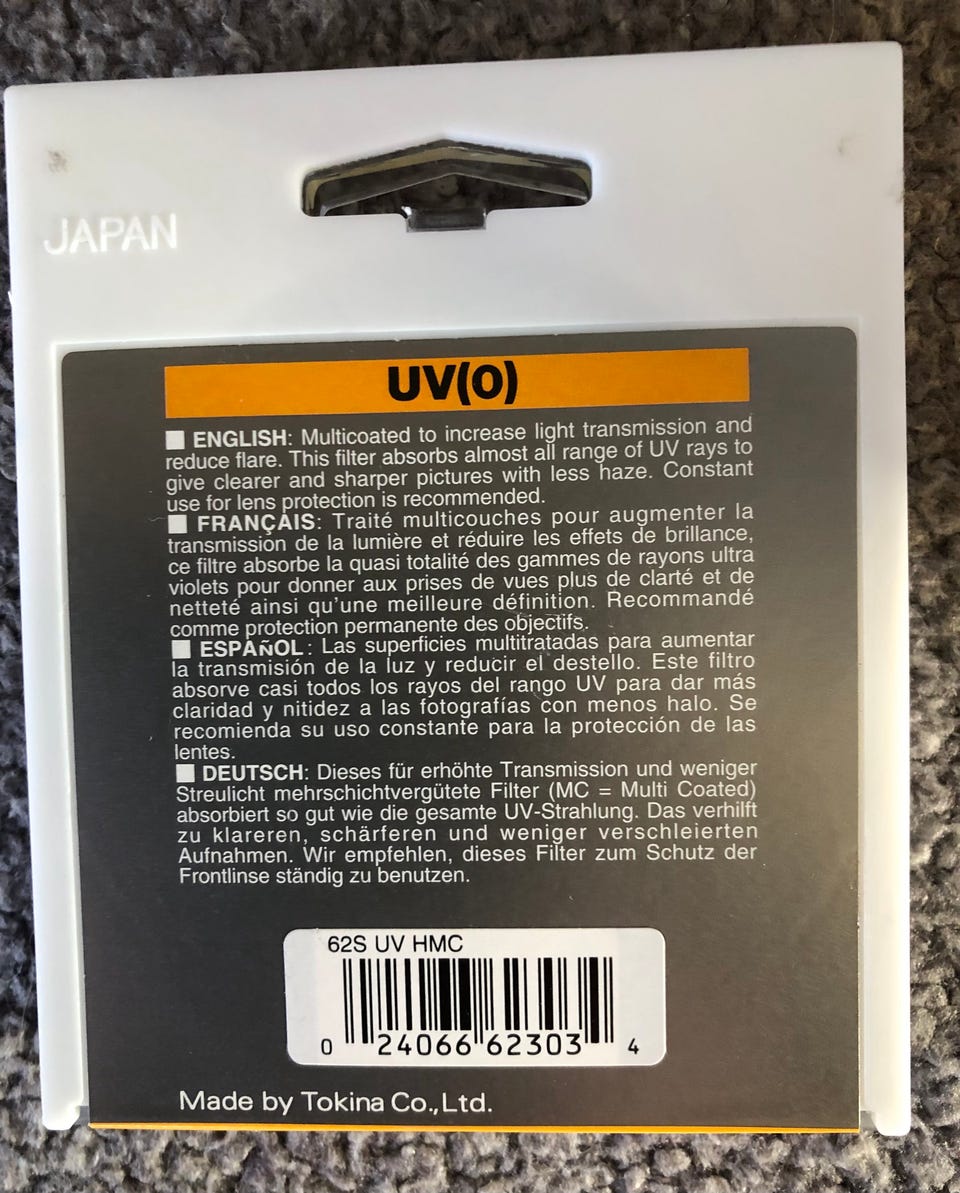 JAPAN
UV(0)
■ ENGLISH: Multicoated to increase light transmission and
reduce flare. This filter absorbs almost all range of UV rays to
give clearer and sharper pictures with less haze. Constant
use for lens protection is recommended.
■ FRANÇAIS: Traité multicouches pour augmenter la
transmission de la lumière et réduire les effets de brillance,
ce filtre absorbe la quasi totalité des gammes de rayons ultra
violets pour donner aux prises de vues plus de clarté et de
netteté ainsi qu'une meilleure définition. Recommandé
comme protection permanente des objectifs.
■ ESPAÑOL: Las superficies multitratadas para aumentar
la transmisión de la luz y reducir el destello. Este filtro
absorve casi todos los rayos del rango UV para dar más
claridad y nitidez a las fotografías con menos halo. Se
recomienda su uso constante para la protección de las
lentes.
■ DEUTSCH: Dieses für erhöhte Transmission und weniger
Streulicht mehrschichtvergütete Filter (MC = Multi Coated)
absorbiert so gut wie die gesamte UV-Strahlung. Das verhilft
zu klareren, schärferen und weniger verschleierten
Aufnahmen. Wir empfehlen, dieses Filter zum Schutz der
Frontlinse ständig zu benutzen.
62S UV HMC
0 24066 62303 4
Made by Tokina Co.,Ltd.